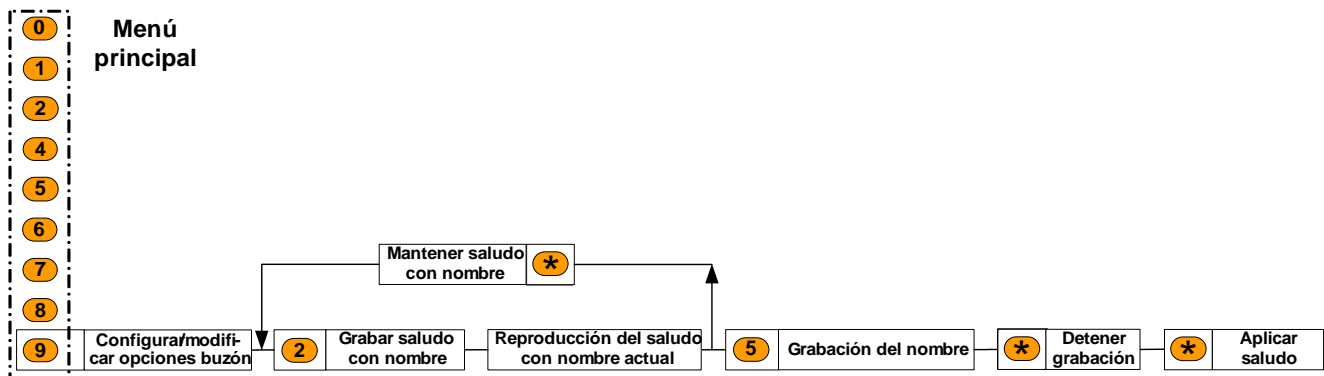 0
Menú
principal
1
2
4
5
6
7
8
Mantener saludo
con nombre
*
9
Configura/modifi-
car opciones buzón
2
Grabar saludo
con nombre
Reproducción del saludo
con nombre actual
5
Grabación del nombre
*
Detener
grabación
*
Aplicar
saludo